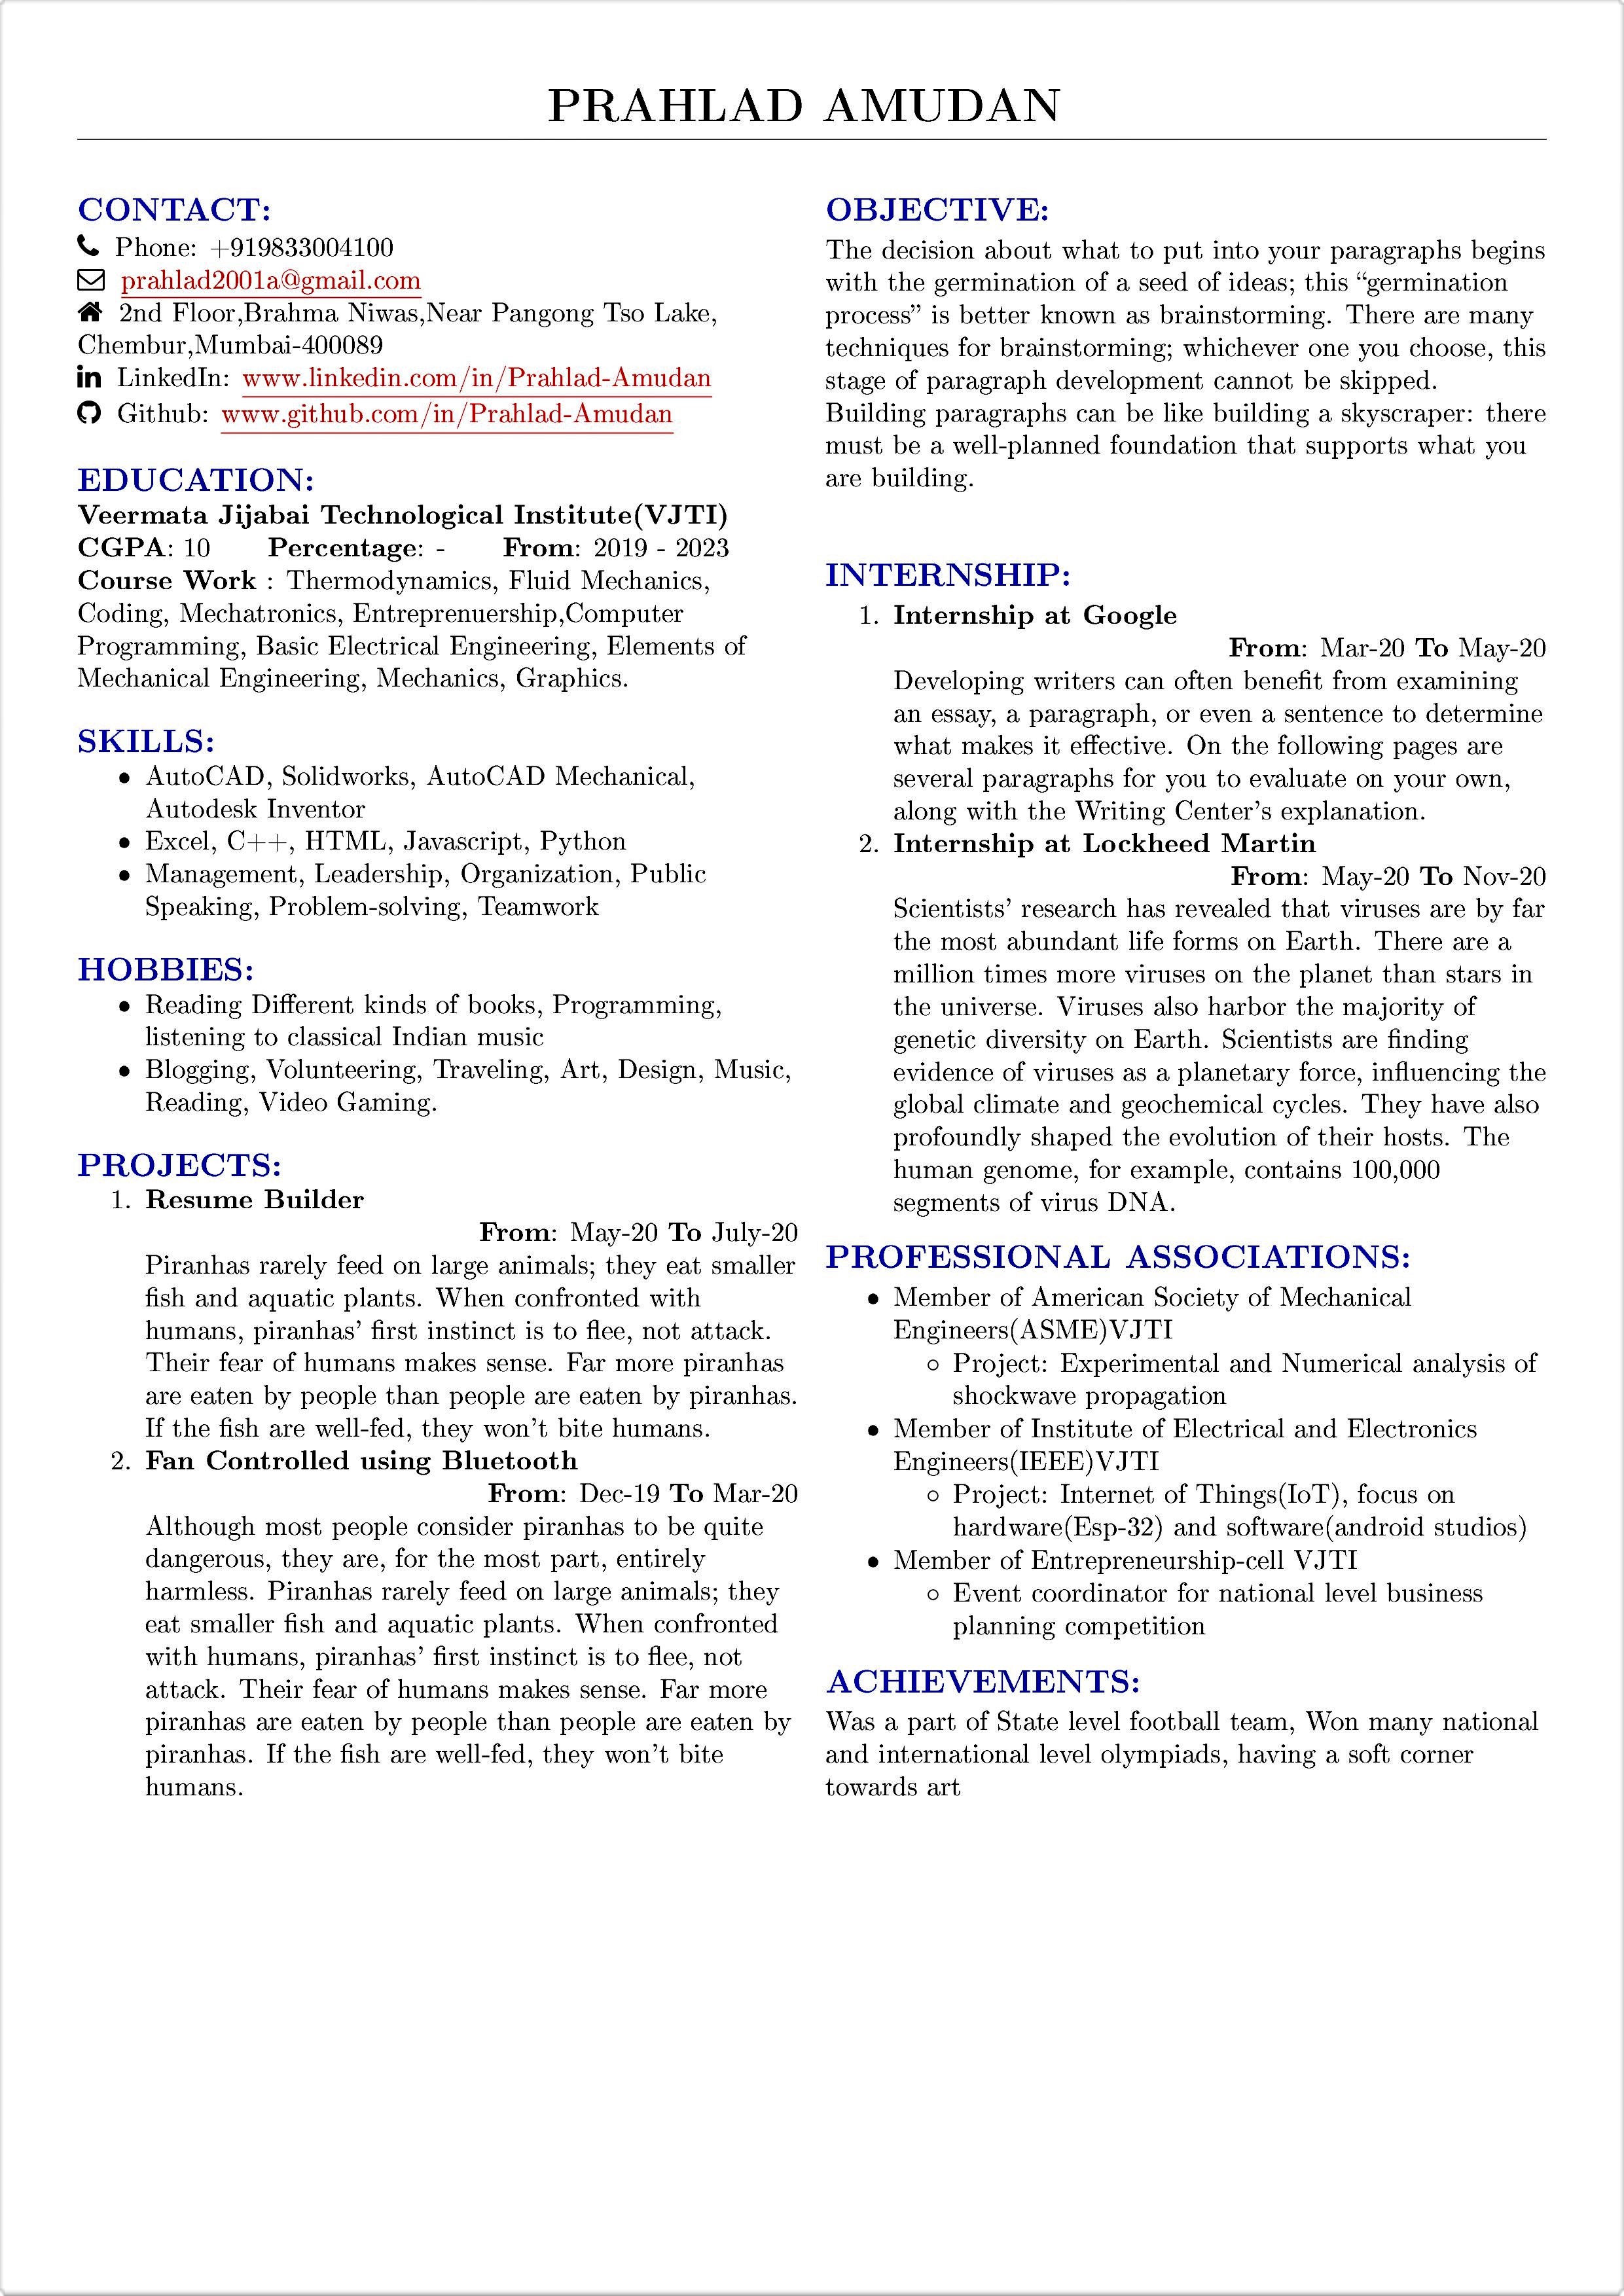 PRAHLAD AMUDAN
CONTACT:
Phone: +919833004100
prahlad2001a@gmail.com
2nd Floor,Brahma Niwas,Near Pangong Tso Lake,
Chembur,Mumbai-400089
LinkedIn: www.linkedin.com/in/Prahlad-Amudan
Github: www.github.com/in/Prahlad-Amudan
EDUCATION:
Veermata Jijabai Technological Institute(VJTI)
CGPA: 10 Percentage: - From: 2019 - 2023
Course Work : Thermodynamics, Fluid Mechanics,
Coding, Mechatronics, Entreprenuership,Computer
Programming, Basic Electrical Engineering, Elements of
Mechanical Engineering, Mechanics, Graphics.
SKILLS:
• AutoCAD, Solidworks, AutoCAD Mechanical,
Autodesk Inventor
• Excel, C++, HTML, Javascript, Python
• Management, Leadership, Organization, Public
Speaking, Problem-solving, Teamwork
HOBBIES:
• Reading Different kinds of books, Programming,
listening to classical Indian music
• Blogging, Volunteering, Traveling, Art, Design, Music,
Reading, Video Gaming.
PROJECTS:
1. Resume Builder
From: May-20 To July-20
Piranhas rarely feed on large animals; they eat smaller
fish and aquatic plants. When confronted with
humans, piranhas' first instinct is to flee, not attack.
Their fear of humans makes sense. Far more piranhas
are eaten by people than people are eaten by piranhas.
If the fish are well-fed, they won't bite humans.
2. Fan Controlled using Bluetooth
From: Dec-19 To Mar-20
Although most people consider piranhas to be quite
dangerous, they are, for the most part, entirely
harmless. Piranhas rarely feed on large animals; they
eat smaller fish and aquatic plants. When confronted
with humans, piranhas' first instinct is to flee, not
attack. Their fear of humans makes sense. Far more
piranhas are eaten by people than people are eaten by
piranhas. If the fish are well-fed, they won't bite
humans.
OBJECTIVE:
The decision about what to put into your paragraphs begins
with the germination of a seed of ideas; this “germination
process” is better known as brainstorming. There are many
techniques for brainstorming; whichever one you choose, this
stage of paragraph development cannot be skipped.
Building paragraphs can be like building a skyscraper: there
must be a well-planned foundation that supports what you
are building.
INTERNSHIP:
1. Internship at Google
From: Mar-20 To May-20
Developing writers can often benefit from examining
an essay, a paragraph, or even a sentence to determine
what makes it effective. On the following pages are
several paragraphs for you to evaluate on your own,
along with the Writing Center's explanation.
2. Internship at Lockheed Martin
From: May-20 To Nov-20
Scientists' research has revealed that viruses are by far
the most abundant life forms on Earth. There are a
million times more viruses on the planet than stars in
the universe. Viruses also harbor the majority of
genetic diversity on Earth. Scientists are finding
evidence of viruses as a planetary force, influencing the
global climate and geochemical cycles. They have also
profoundly shaped the evolution of their hosts. The
human genome, for example, contains 100,000
segments of virus DNA.
PROFESSIONAL ASSOCIATIONS:
• Member of American Society of Mechanical
Engineers(ASME)VJTI
◦ Project: Experimental and Numerical analysis of
shockwave propagation
• Member of Institute of Electrical and Electronics
Engineers(IEEE)VJTI
◦ Project: Internet of Things(IoT), focus on
hardware(Esp-32) and software(android studios)
• Member of Entrepreneurship-cell VJTI
◦ Event coordinator for national level business
planning competition
ACHIEVEMENTS:
Was a part of State level football team, Won many national
and international level olympiads, having a soft corner
towards art